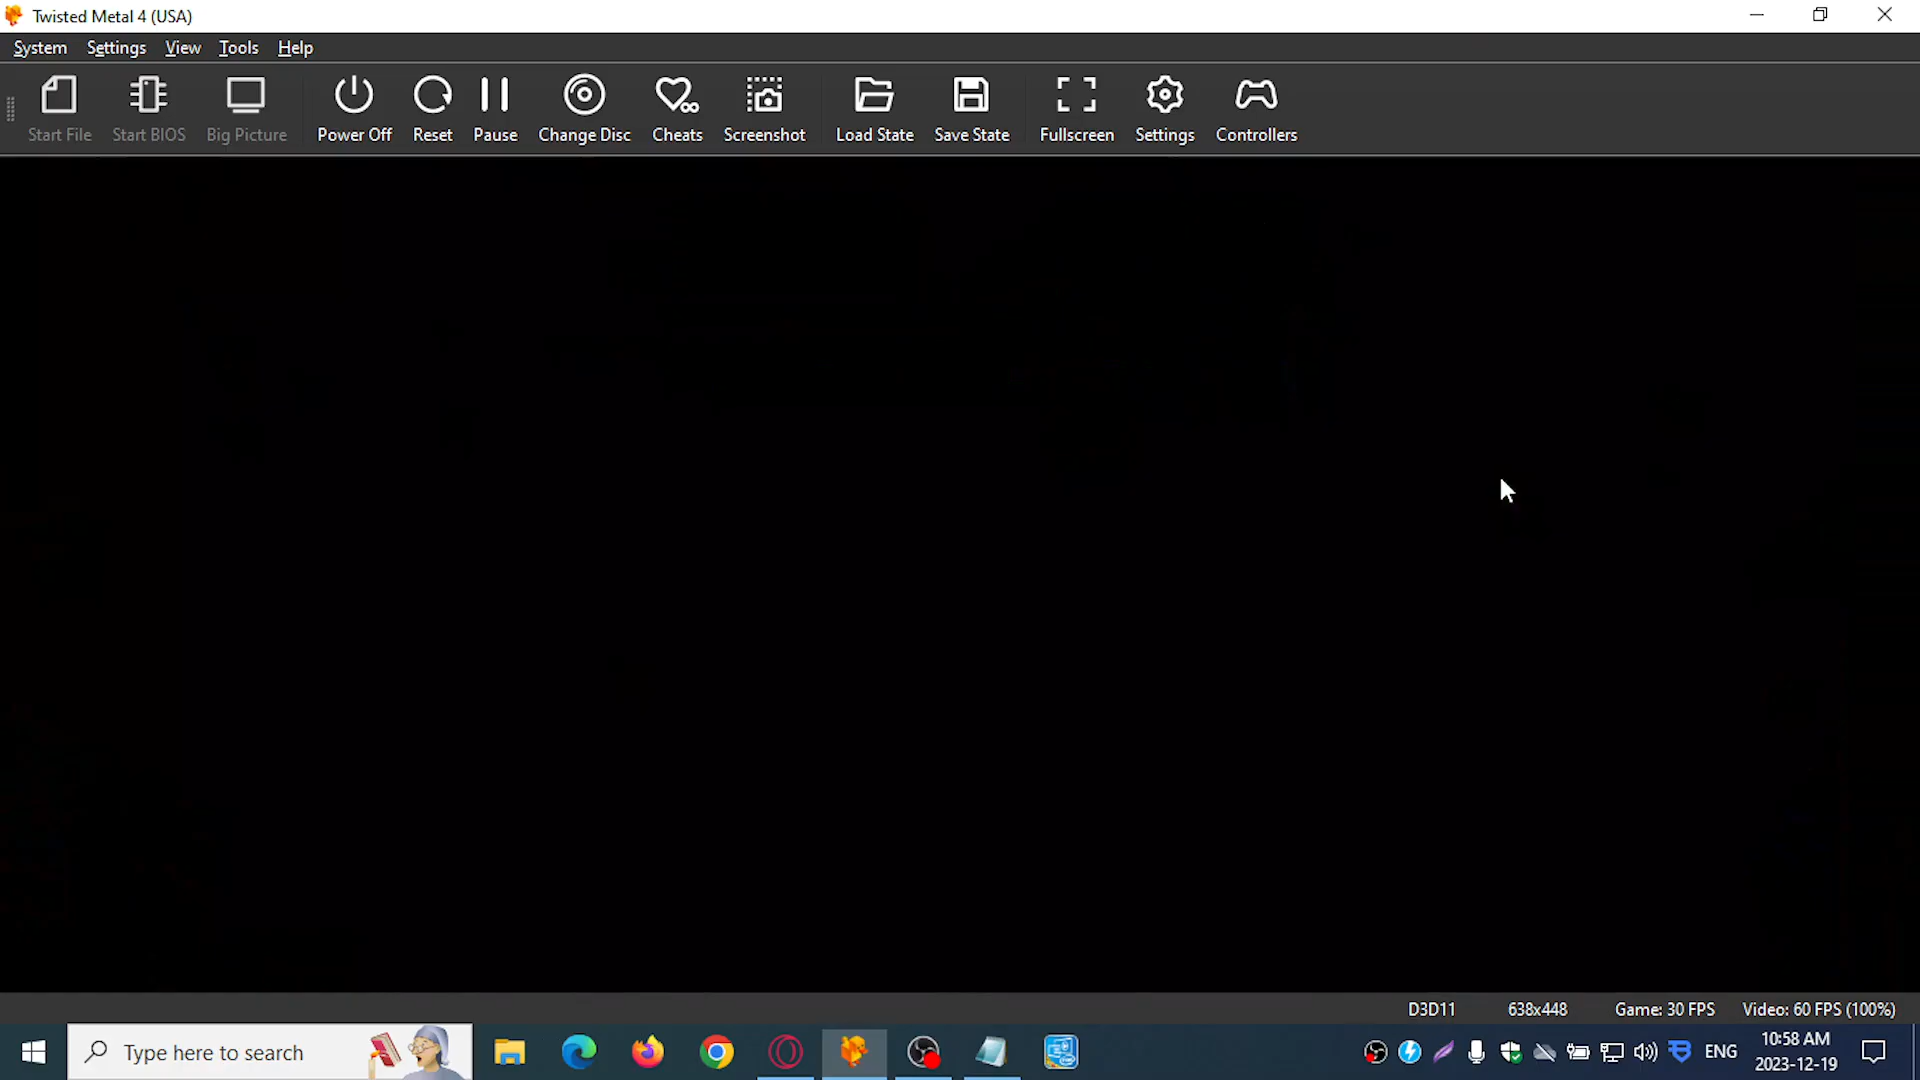 Twisted Metal 4 (USA)
System Settings View Tools Help
Start File Start BIOS Big Picture Power Off Reset Pause Change Disc Cheats Screenshot Load State Save State Fullscreen Settings Controllers
D3D11 638x448 Game: 30 FPS Video: 60 FPS (100%)
Type here to search
ENG
10:58 AM
2023-12-19